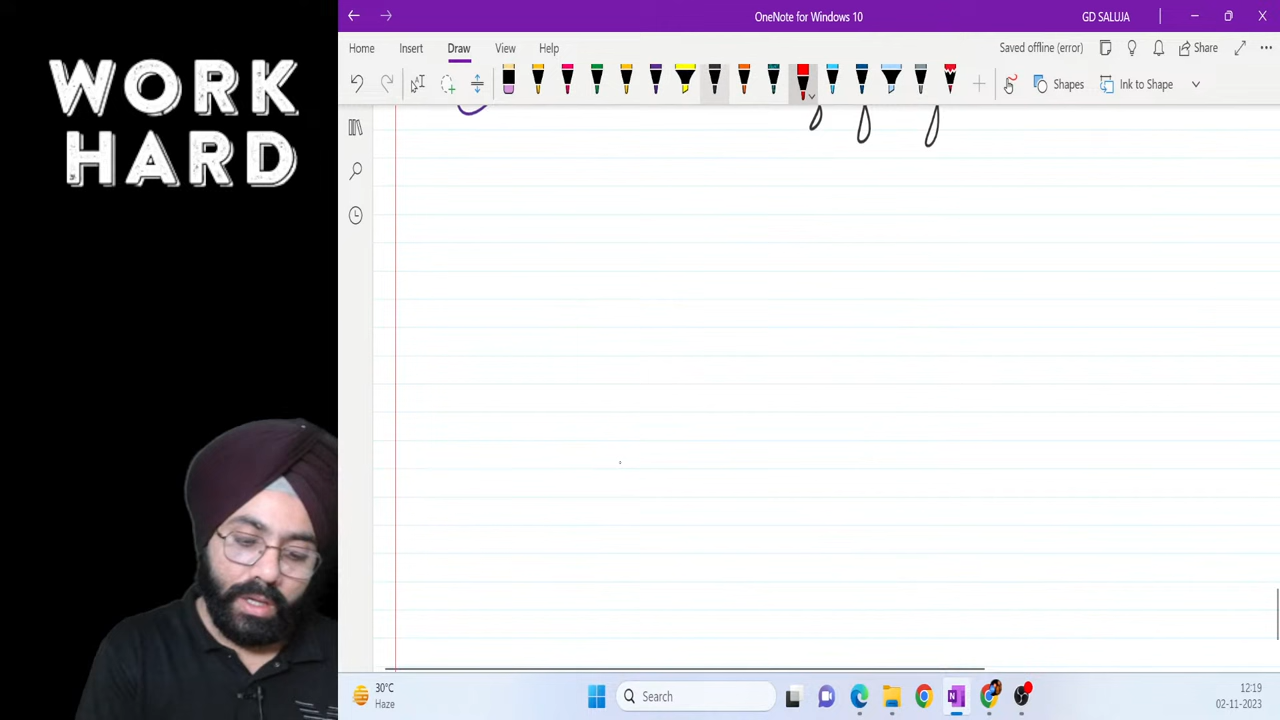 WORK
HARD
OneNote for Windows 10
GD SALUJA
Home
Insert
Draw
View
Help
Saved offline (error)
Share
Shapes
Ink to Shape
30°C
Haze
Search
12:19
02-11-2023